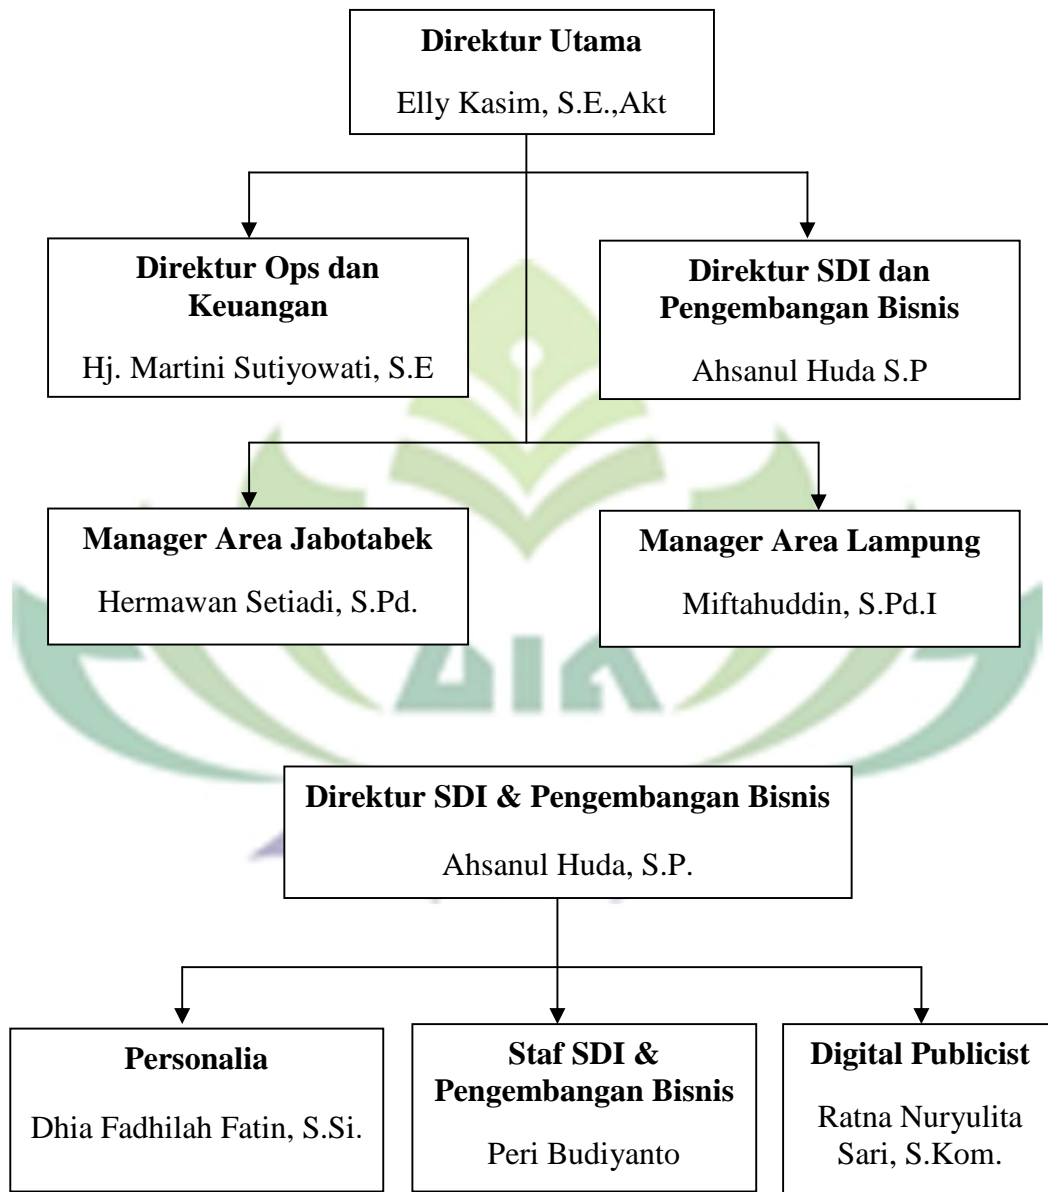 Direktur Utama
Elly Kasim, S.E.,Akt
Direktur Ops dan
Keuangan
Hj. Martini Sutiyowati, S.E
Direktur SDI dan
Pengembangan Bisnis
Ahsanul Huda S.P
Manager Area Jabotabek
Hermawan Setiadi, S.Pd.
Manager Area Lampung
Miftahuddin, S.Pd.I
Direktur SDI & Pengembangan Bisnis
Ahsanul Huda, S.P.
Personalia
Dhia Fadhilah Fatin, S.Si.
Staf SDI &
Pengembangan Bisnis
Peri Budiyanto
Digital Publicist
Ratna Nuryulita
Sari, S.Kom.